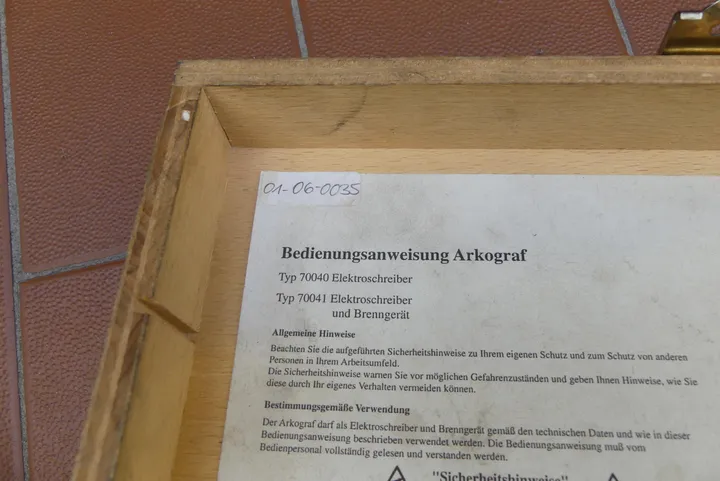 01-06-0035
Bedienungsanweisung Arkograf
Typ 70040 Elektroschreiber
Typ 70041 Elektroschreiber
und Brenngerät
Allgemeine Hinweise
Beachten Sie die aufgeführten Sicherheitshinweise zu Ihrem eigenen Schutz und zum Schutz von anderen
Personen in Ihrem Arbeitsumfeld.
Die Sicherheitshinweise warnen Sie vor möglichen Gefahrenzuständen und geben Ihnen Hinweise, wie Sie
diese durch Ihr eigenes Verhalten vermeiden können.
Bestimmungsgemäße Verwendung
Der Arkograf darf als Elektroschreiber und Brenngerät gemäß den technischen Daten und wie in dieser
Bedienungsanweisung beschrieben verwendet werden. Die Bedienungsanweisung muß vom
Bedienpersonal vollständig gelesen und verstanden werden.
"Sicherheitshinweise"